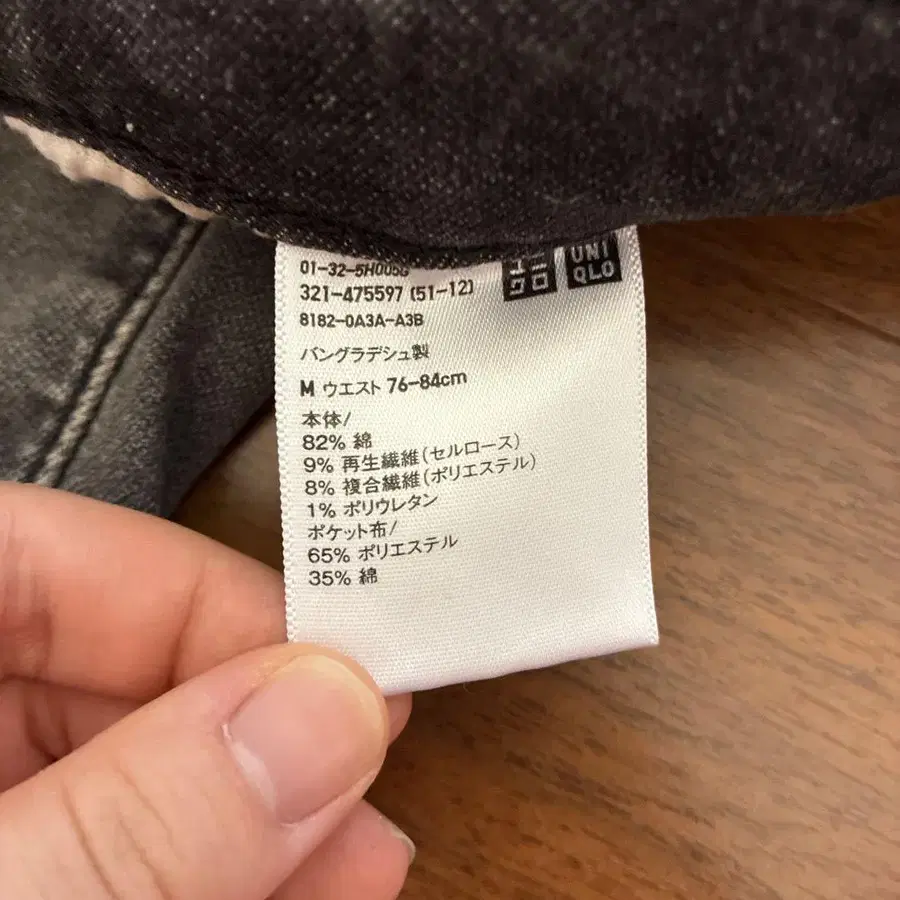 ユニクロ
UNIQLO
01-32-5H005G
321-475597 (51-12)
8182-0A3A-A3B
バングラデシュ製
M ウエスト 76-84cm
本体/
82% 綿
9% 再生繊維(セルロース)
8% 複合繊維(ポリエステル)
1% ポリウレタン
ポケット布/
65% ポリエステル
35% 綿